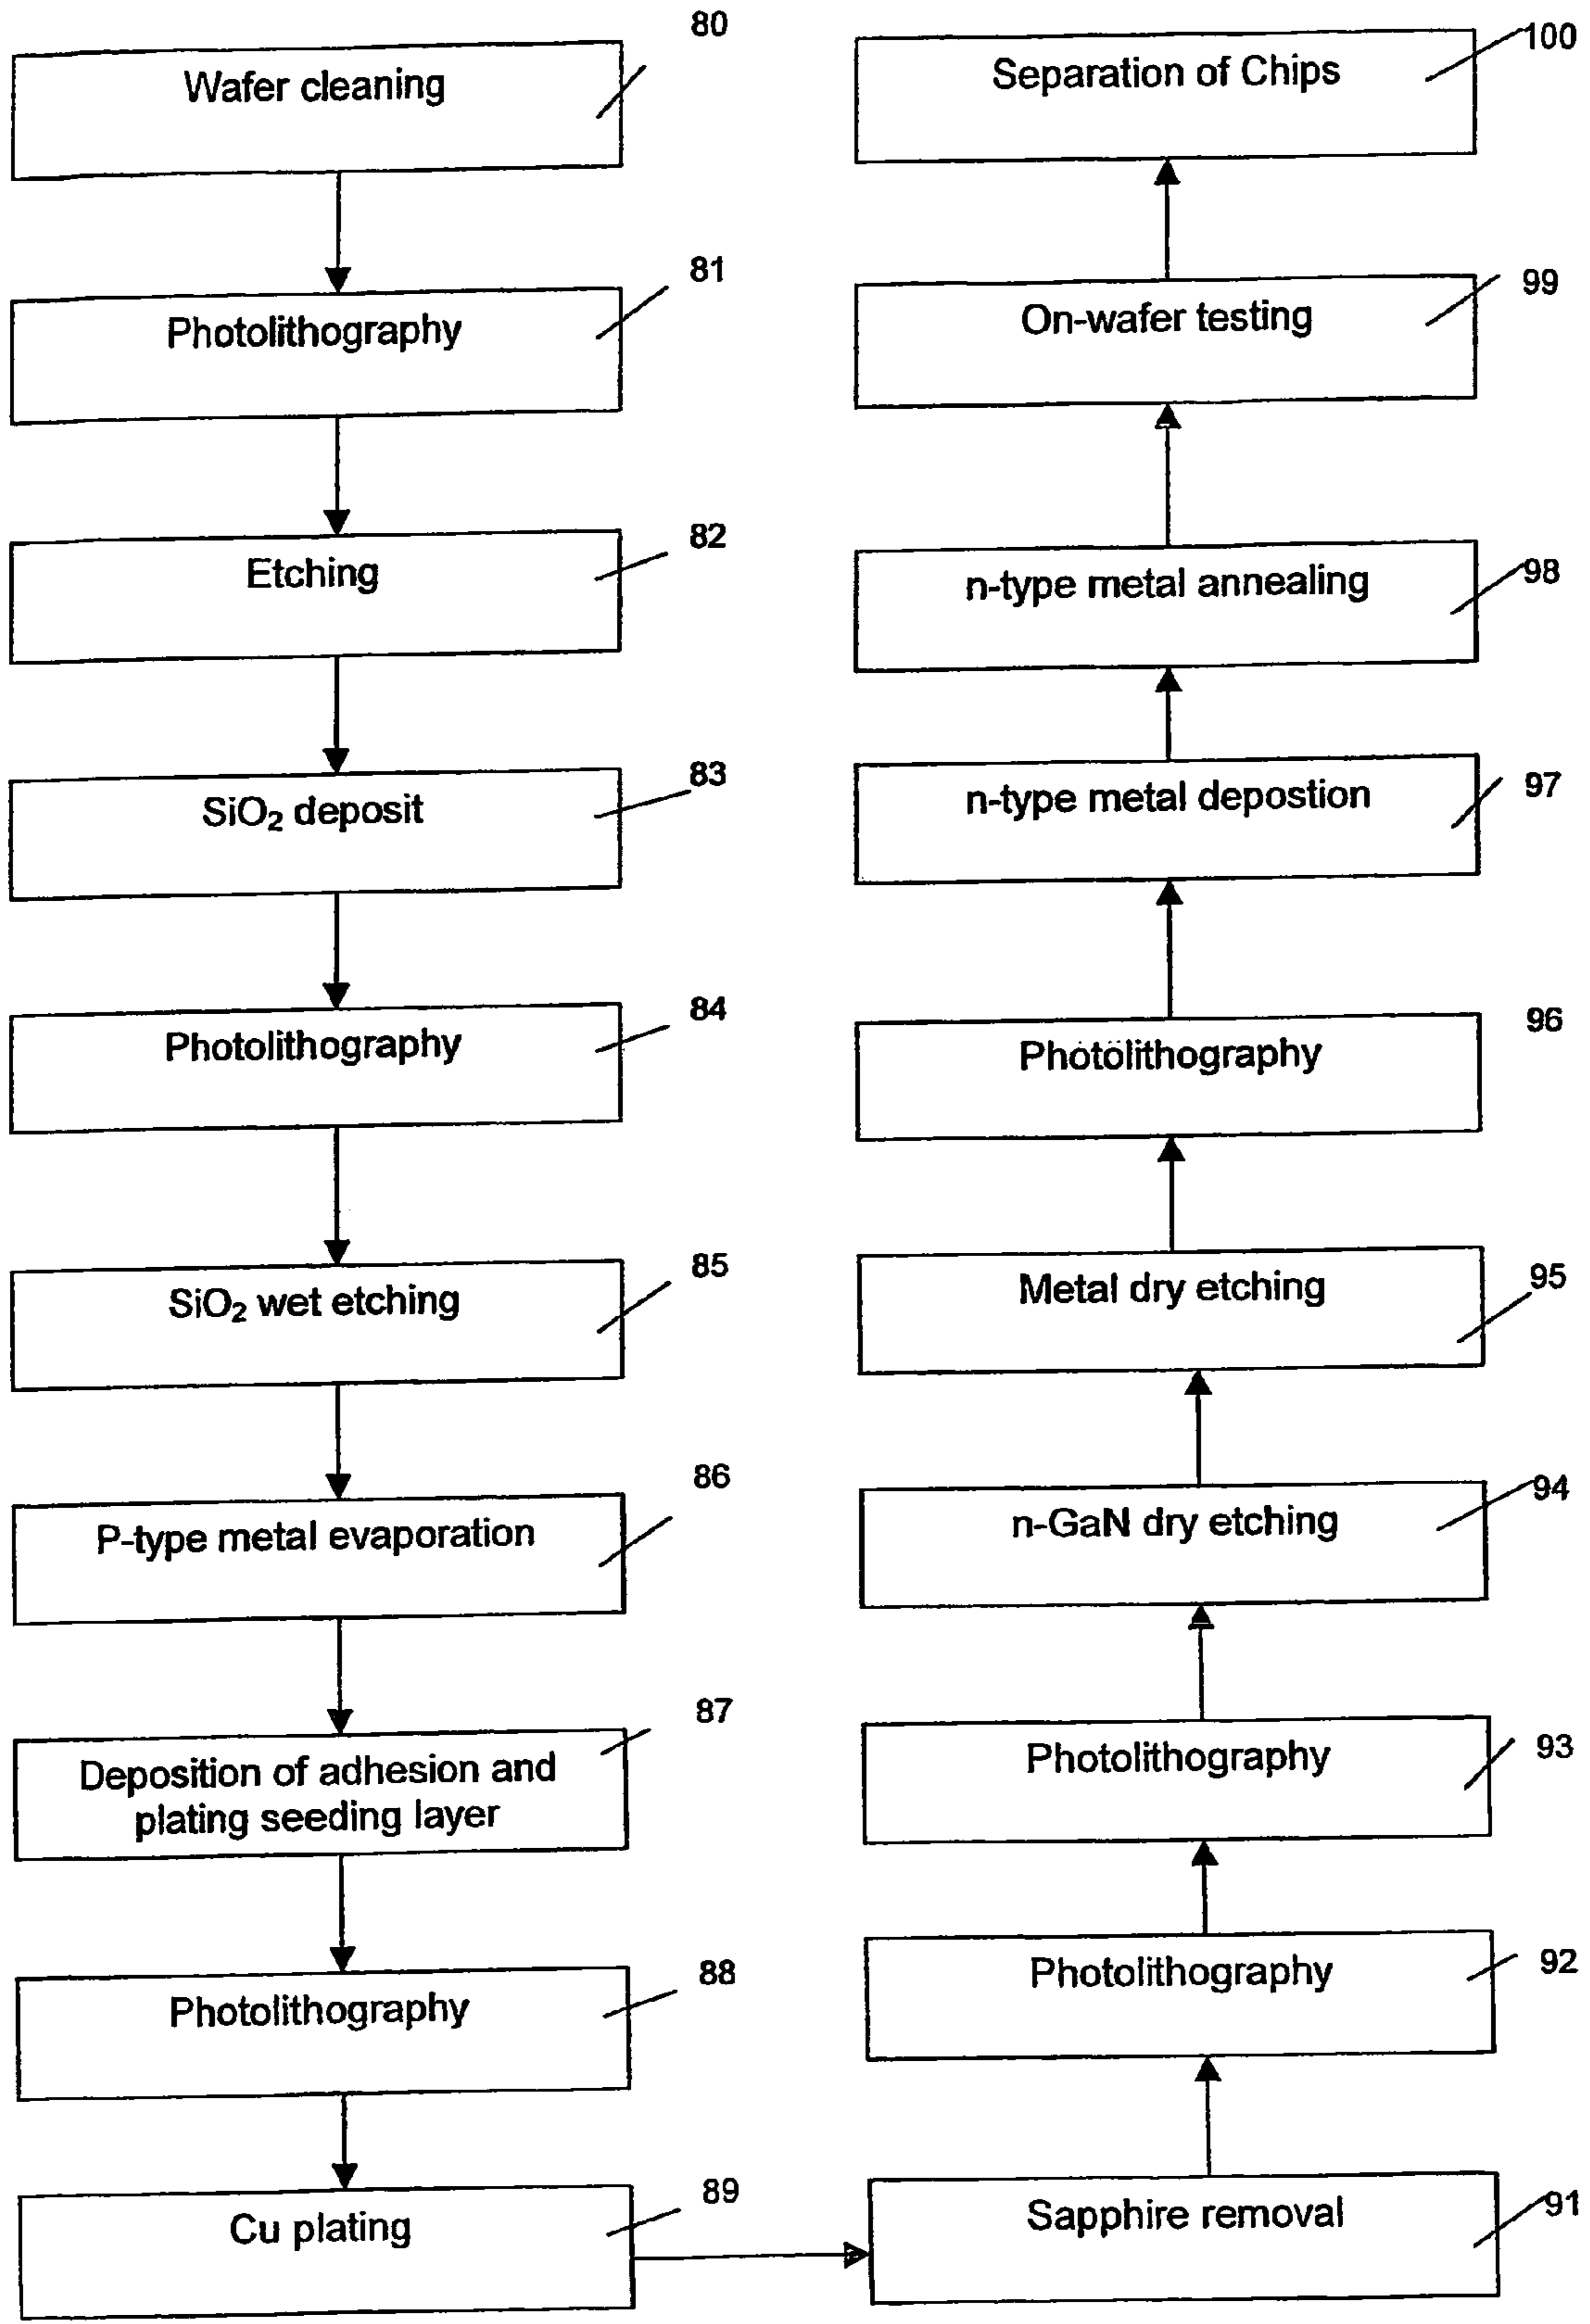 80
Wafer cleaning
81
Photolithography
82
Etching
83
SiO₂ deposit
84
Photolithography
85
SiO₂ wet etching
86
P-type metal evaporation
87
Deposition of adhesion and
plating seeding layer
88
Photolithography
89
Cu plating
91
Sapphire removal
92
Photolithography
93
Photolithography
94
n-GaN dry etching
95
Metal dry etching
96
Photolithography
97
n-type metal depostion
98
n-type metal annealing
99
On-wafer testing
100
Separation of Chips